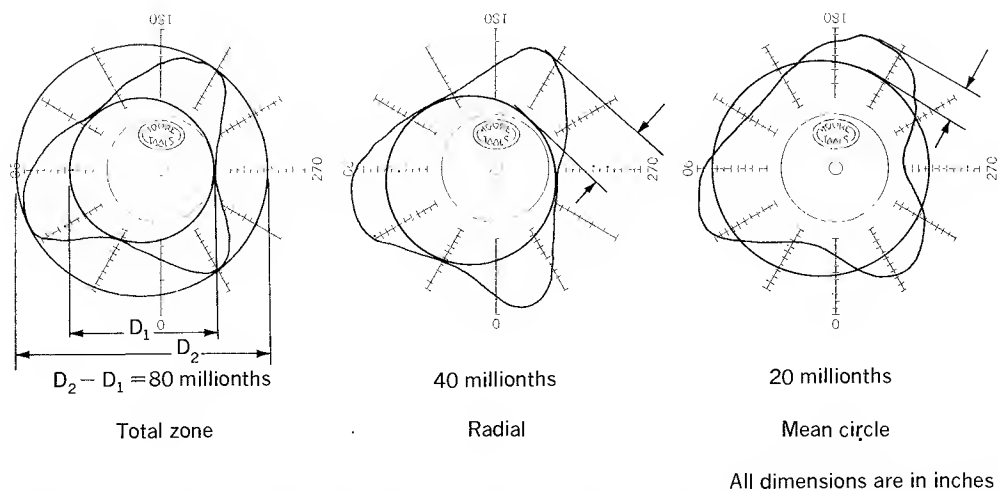 180 180 180
90 270 90 270 90 270
0 0 0
D₁
D₂
D₂ – D₁ = 80 millionths 40 millionths 20 millionths
Total zone Radial Mean circle
All dimensions are in inches